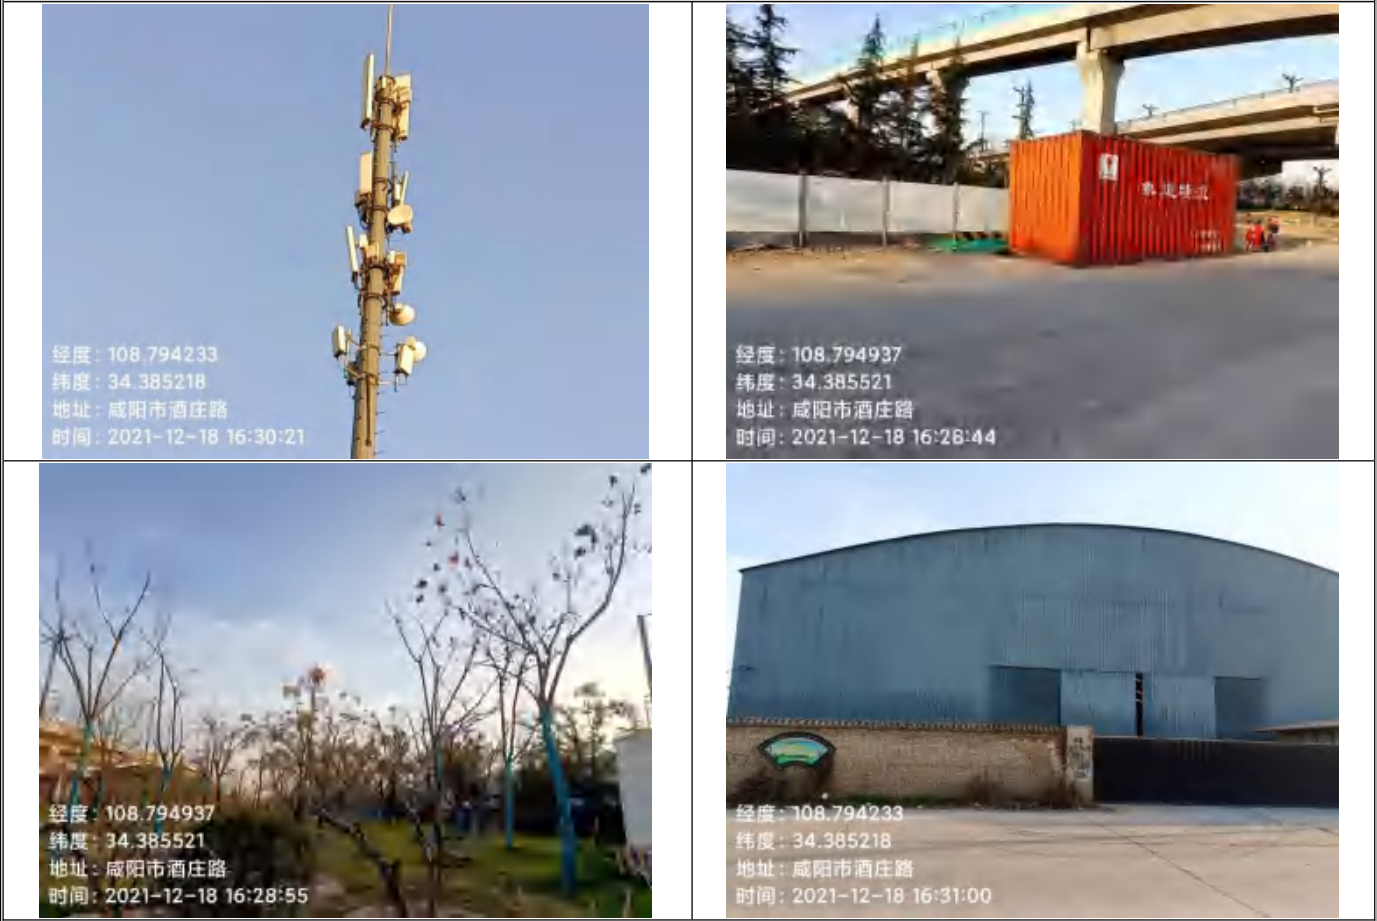 经度: 108.794233
纬度: 34.385218
地址: 咸阳市酒庄路
时间: 2021-12-18 16:30:21
经度: 108.794937
纬度: 34.385521
地址: 咸阳市酒庄路
时间: 2021-12-18 16:28:44
经度: 108.794937
纬度: 34.385521
地址: 咸阳市酒庄路
时间: 2021-12-18 16:28:55
经度: 108.794233
纬度: 34.385218
地址: 咸阳市酒庄路
时间: 2021-12-18 16:31:00